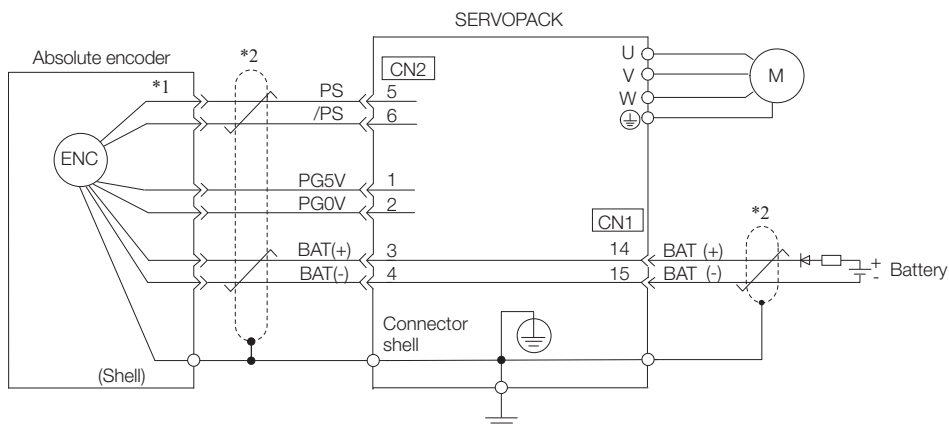 SERVOPACK
Absolute encoder
*2
CN2
U
V
W
M
*1
PS
5
/PS
6
ENC
PG5V
1
PG0V
2
CN1
*2
BAT(+)
3
14
BAT (+)
BAT(-)
4
15
BAT (-)
+
-
Battery
Connector
shell
(Shell)